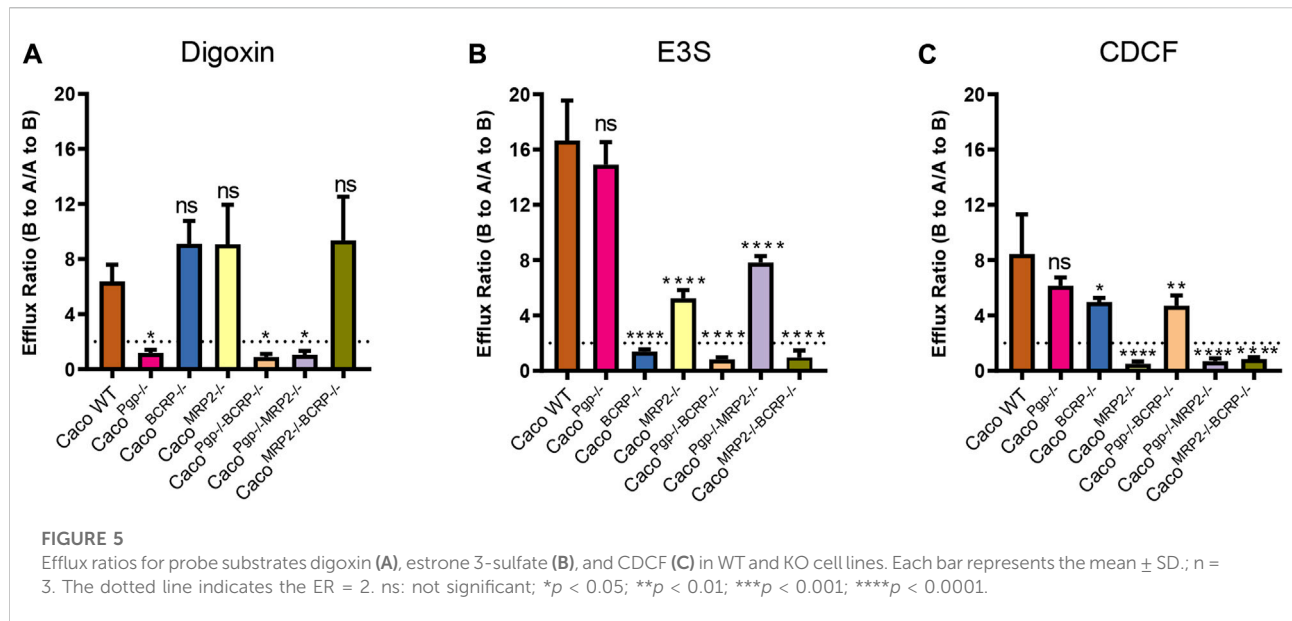 A
Digoxin
Efflux Ratio (B to A/A to B)
20
16
12
8
4
0
*
ns
ns
*
*
ns
Caco WT
Caco Pgp-/-
Caco BCRP-/-
Caco MRP2-/-
Caco Pgp-/-BCRP-/-
Caco Pgp-/-MRP2-/-
Caco MRP2-/-BCRP-/-
B
E3S
Efflux Ratio (B to A/A to B)
20
16
12
8
4
0
ns
****
****
****
****
****
Caco WT
Caco Pgp-/-
Caco BCRP-/-
Caco MRP2-/-
Caco Pgp-/-BCRP-/-
Caco Pgp-/-MRP2-/-
Caco MRP2-/-BCRP-/-
C
CDCF
Efflux Ratio (B to A/A to B)
20
16
12
8
4
0
ns
*
****
**
****
****
Caco WT
Caco Pgp-/-
Caco BCRP-/-
Caco MRP2-/-
Caco Pgp-/-BCRP-/-
Caco Pgp-/-MRP2-/-
Caco MRP2-/-BCRP-/-
FIGURE 5
Efflux ratios for probe substrates digoxin (A), estrone 3-sulfate (B), and CDCF (C) in WT and KO cell lines. Each bar represents the mean ± SD.; n =
3. The dotted line indicates the ER = 2. ns: not significant; *p < 0.05; **p < 0.01; ***p < 0.001; ****p < 0.0001.